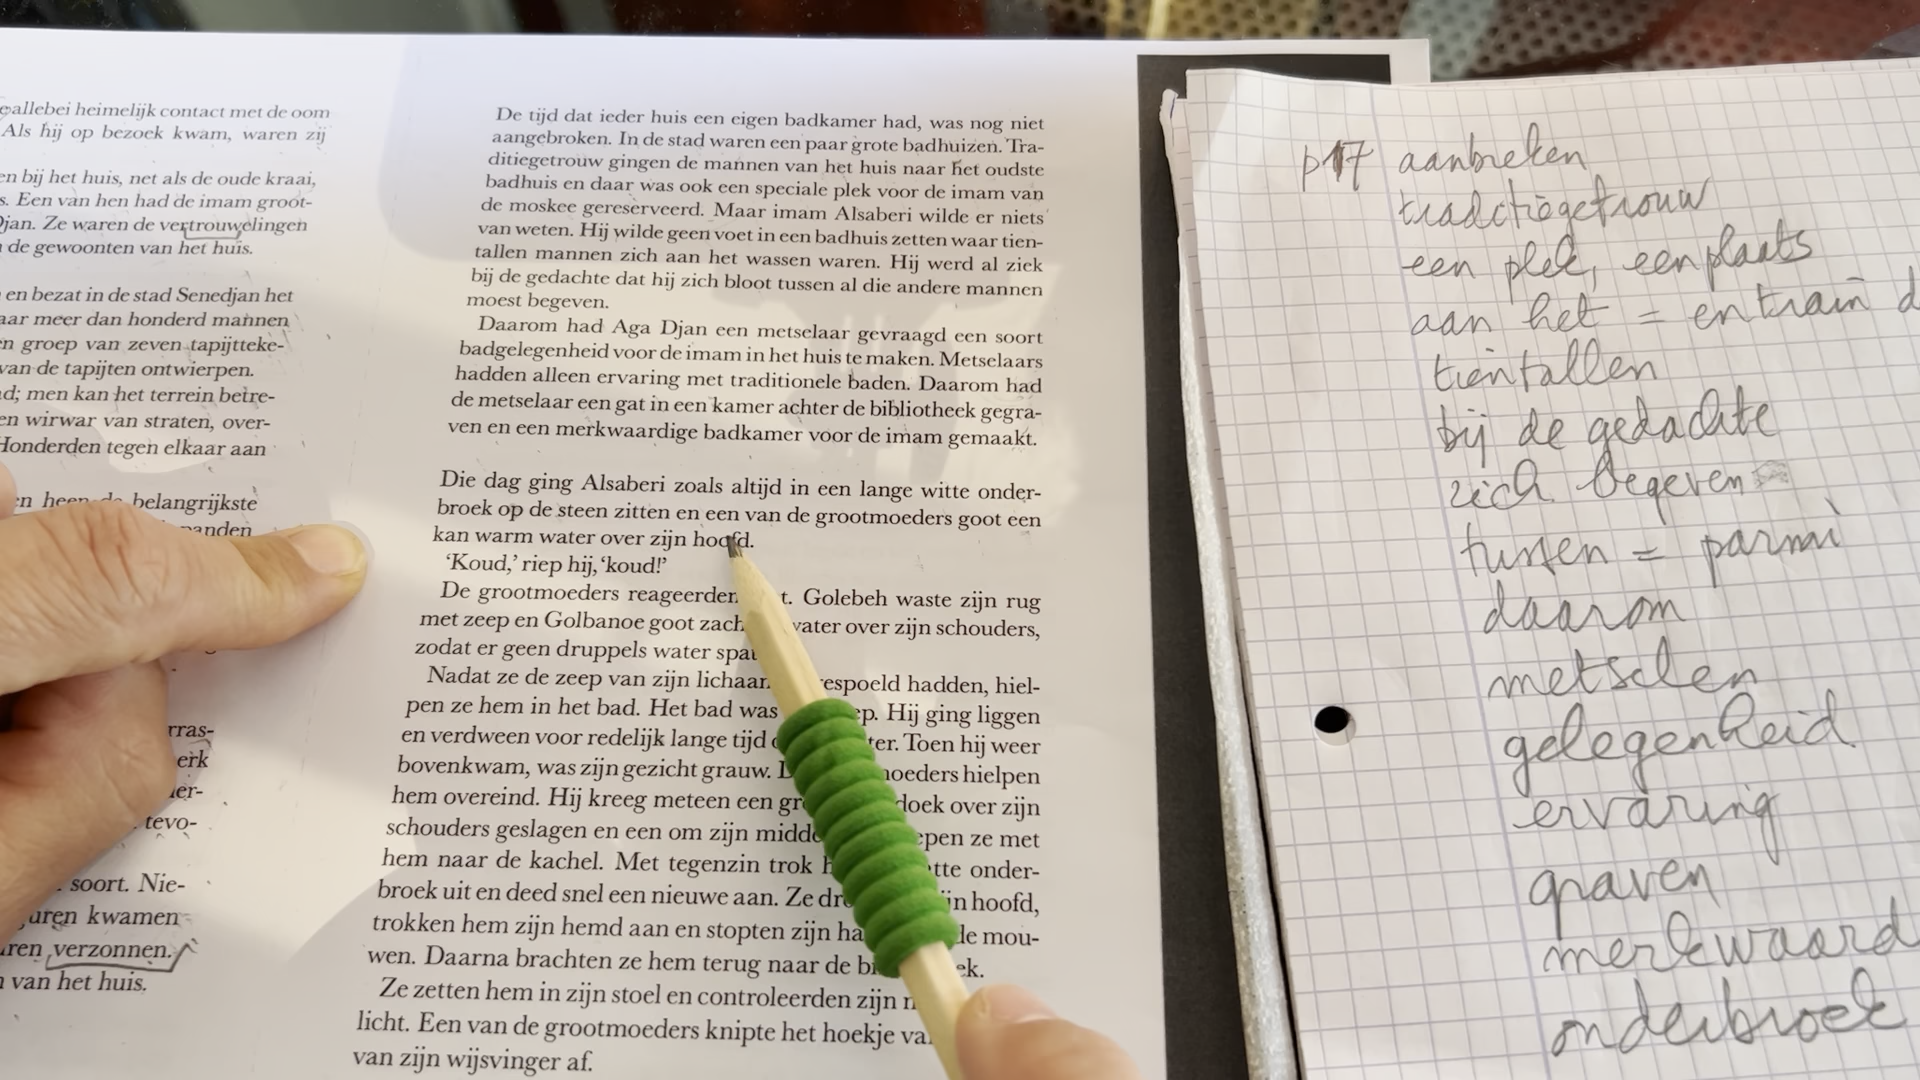 allebei heimelijk contact met de oom
Als hij op bezoek kwam, waren zij
en bij het huis, net als de oude kraai,
s. Een van hen had de imam groot-
Djan. Ze waren de vertrouwelingen
de gewoonten van het huis.
en bezat in de stad Senedjan het
aar meer dan honderd mannen
n groep van zeven tapijtteke-
van de tapijten ontwierpen.
d; men kan het terrein betre-
en wirwar van straten, over-
Honderden tegen elkaar aan
belangrijkste
panden
rras-
erk
tevo-
soort. Nie-
uren kwamen
ren verzonnen.
van het huis.
De tijd dat ieder huis een eigen badkamer had, was nog niet
aangebroken. In de stad waren een paar grote badhuizen. Tra-
ditiegetrouw gingen de mannen van het huis naar het oudste
badhuis en daar was ook een speciale plek voor de imam van
de moskee gereserveerd. Maar imam Alsaberi wilde er niets
van weten. Hij wilde geen voet in een badhuis zetten waar tien-
tallen mannen zich aan het wassen waren. Hij werd al ziek
bij de gedachte dat hij zich bloot tussen al die andere mannen
moest begeven.
Daarom had Aga Djan een metselaar gevraagd een soort
badgelegenheid voor de imam in het huis te maken. Metselaars
hadden alleen ervaring met traditionele baden. Daarom had
de metselaar een gat in een kamer achter de bibliotheek gegra-
ven en een merkwaardige badkamer voor de imam gemaakt.
Die dag ging Alsaberi zoals altijd in een lange witte onder-
broek op de steen zitten en een van de grootmoeders goot een
kan warm water over zijn hoofd.
'Koud,' riep hij, 'koud!'
De grootmoeders reageerden t. Golebeh waste zijn rug
met zeep en Golbanoe goot zach water over zijn schouders,
zodat er geen druppels water spa
Nadat ze de zeep van zijn lichaam espoeld hadden, hiel-
pen ze hem in het bad. Het bad was ep. Hij ging liggen
en verdween voor redelijk lange tijd ter. Toen hij weer
bovenkwam, was zijn gezicht grauw. moeders hielpen
hem overeind. Hij kreeg meteen een gr doek over zijn
schouders geslagen en een om zijn midde epen ze met
hem naar de kachel. Met tegenzin trok h tte onder-
broek uit en deed snel een nieuwe aan. Ze dr jn hoofd,
trokken hem zijn hemd aan en stopten zijn ha de mou-
wen. Daarna brachten ze hem terug naar de bi ek.
Ze zetten hem in zijn stoel en controleerden zijn n
licht. Een van de grootmoeders knipte het hoekje va
van zijn wijsvinger af.
p17 aanbreken
tradctiegetrouw
een plek, een plaats
aan het = en train d
tientallen
bij de gedachte
zich begeven
tussen = parmi
daarom
metselen
gelegenheid
ervaring
graven
merkwaard
onderbroek